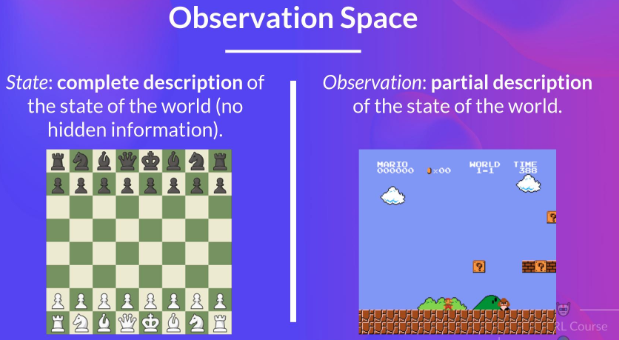 Observation Space
State: complete description of
the state of the world (no
hidden information).
Observation: partial description
of the state of the world.
MARIO
000000
×00
WORLD
1-1
TIME
388
?
?
?
RL Course